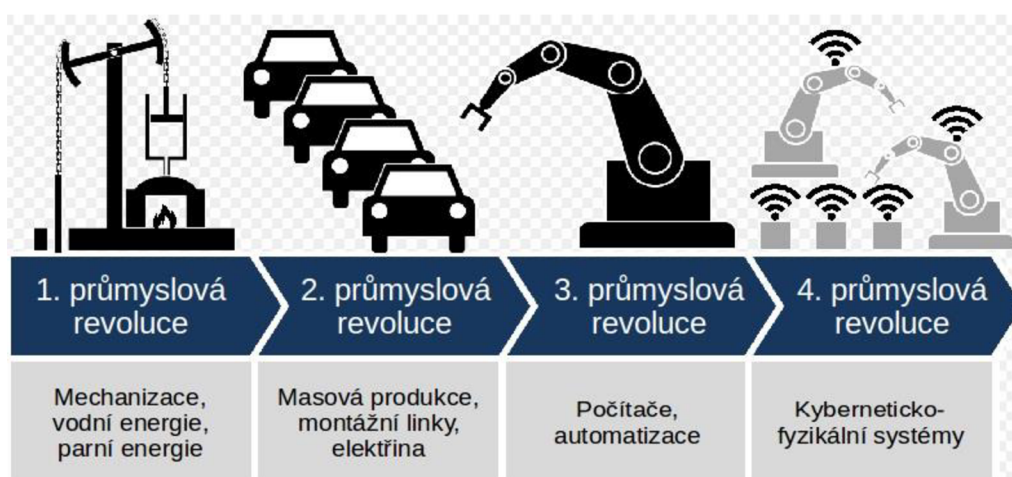 1. průmyslová
revoluce
2. průmyslová
revoluce
3. průmyslová
revoluce
4. průmyslová
revoluce
Mechanizace,
vodní energie,
parní energie
Masová produkce,
montážní linky,
elektřina
Počítače,
automatizace
Kyberneticko-
fyzikální systémy